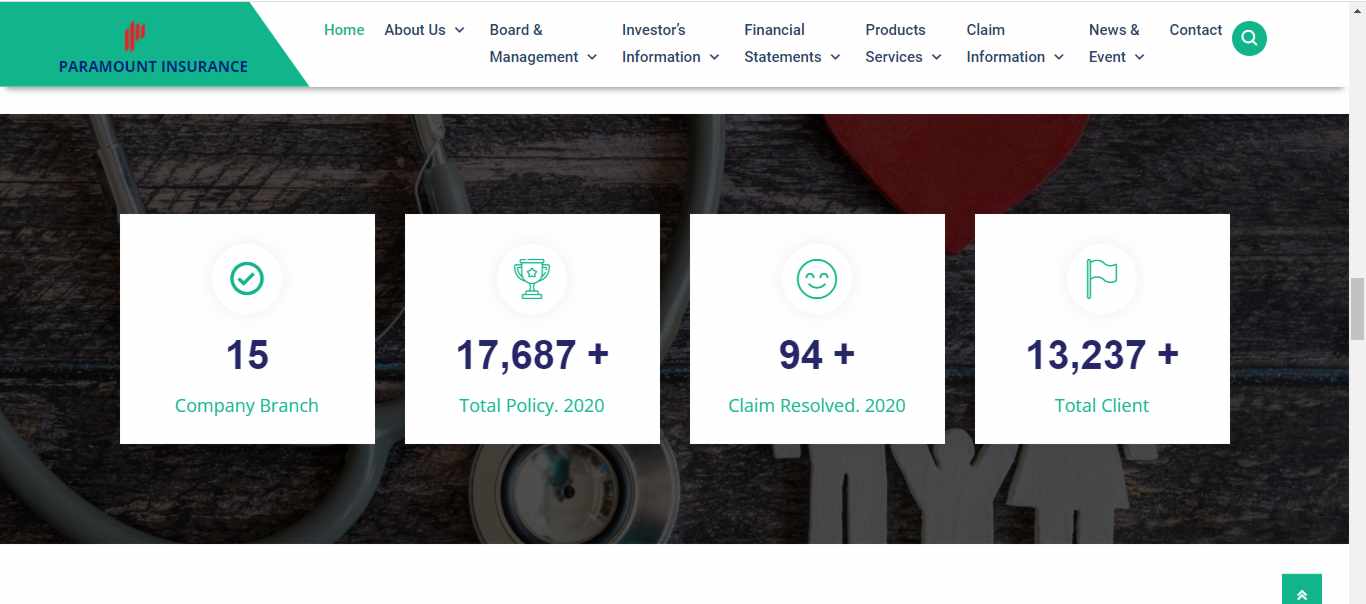 PARAMOUNT INSURANCE
Home
About Us
Board &
Management
Investor’s
Information
Financial
Statements
Products
Services
Claim
Information
News &
Event
Contact
15
Company Branch
17,687 +
Total Policy. 2020
94 +
Claim Resolved. 2020
13,237 +
Total Client